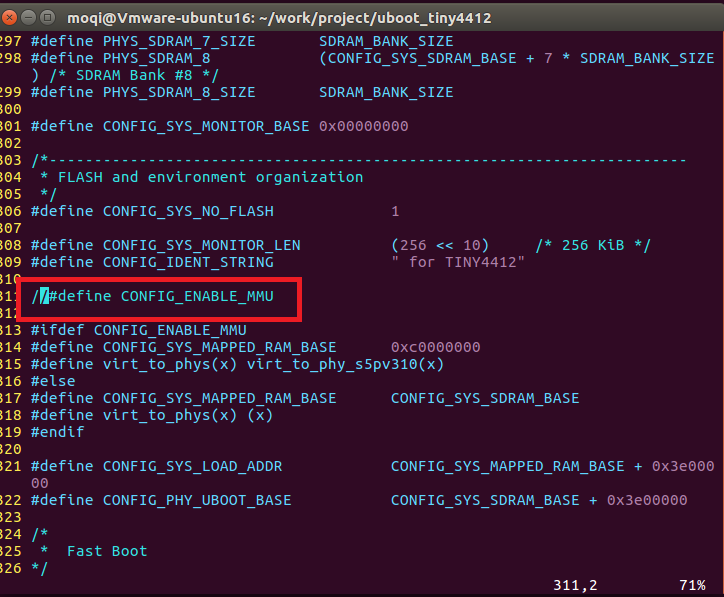 moqi@Vmware-ubuntu16: ~/work/project/uboot_tiny4412
297 #define PHYS_SDRAM_7_SIZE SDRAM_BANK_SIZE
298 #define PHYS_SDRAM_8 (CONFIG_SYS_SDRAM_BASE + 7 * SDRAM_BANK_SIZE
) /* SDRAM Bank #8 */
299 #define PHYS_SDRAM_8_SIZE SDRAM_BANK_SIZE
300
301 #define CONFIG_SYS_MONITOR_BASE 0x00000000
302
303 /*-----------------------------------------------------------------------
304 * FLASH and environment organization
305 */
306 #define CONFIG_SYS_NO_FLASH 1
307
308 #define CONFIG_SYS_MONITOR_LEN (256 << 10) /* 256 KiB */
309 #define CONFIG_IDENT_STRING " for TINY4412"
310
311 //#define CONFIG_ENABLE_MMU
312
313 #ifdef CONFIG_ENABLE_MMU
314 #define CONFIG_SYS_MAPPED_RAM_BASE 0xc0000000
315 #define virt_to_phys(x) virt_to_phy_s5pv310(x)
316 #else
317 #define CONFIG_SYS_MAPPED_RAM_BASE CONFIG_SYS_SDRAM_BASE
318 #define virt_to_phys(x) (x)
319 #endif
320
321 #define CONFIG_SYS_LOAD_ADDR CONFIG_SYS_MAPPED_RAM_BASE + 0x3e000
00
322 #define CONFIG_PHY_UBOOT_BASE CONFIG_SYS_SDRAM_BASE + 0x3e00000
323
324 /*
325 * Fast Boot
326 */
311,2 71%